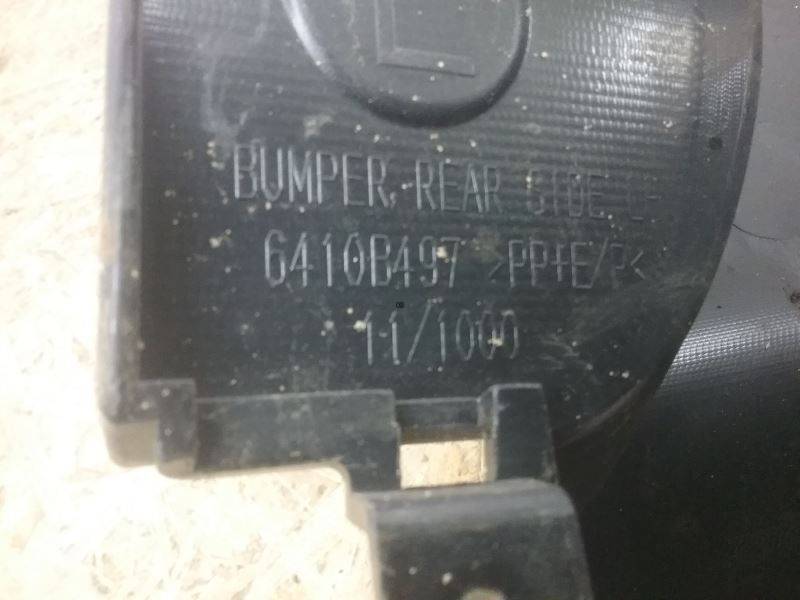 L
BUMPER, REAR SIDE L-
6410B497 >PP+E/P<
11/1000